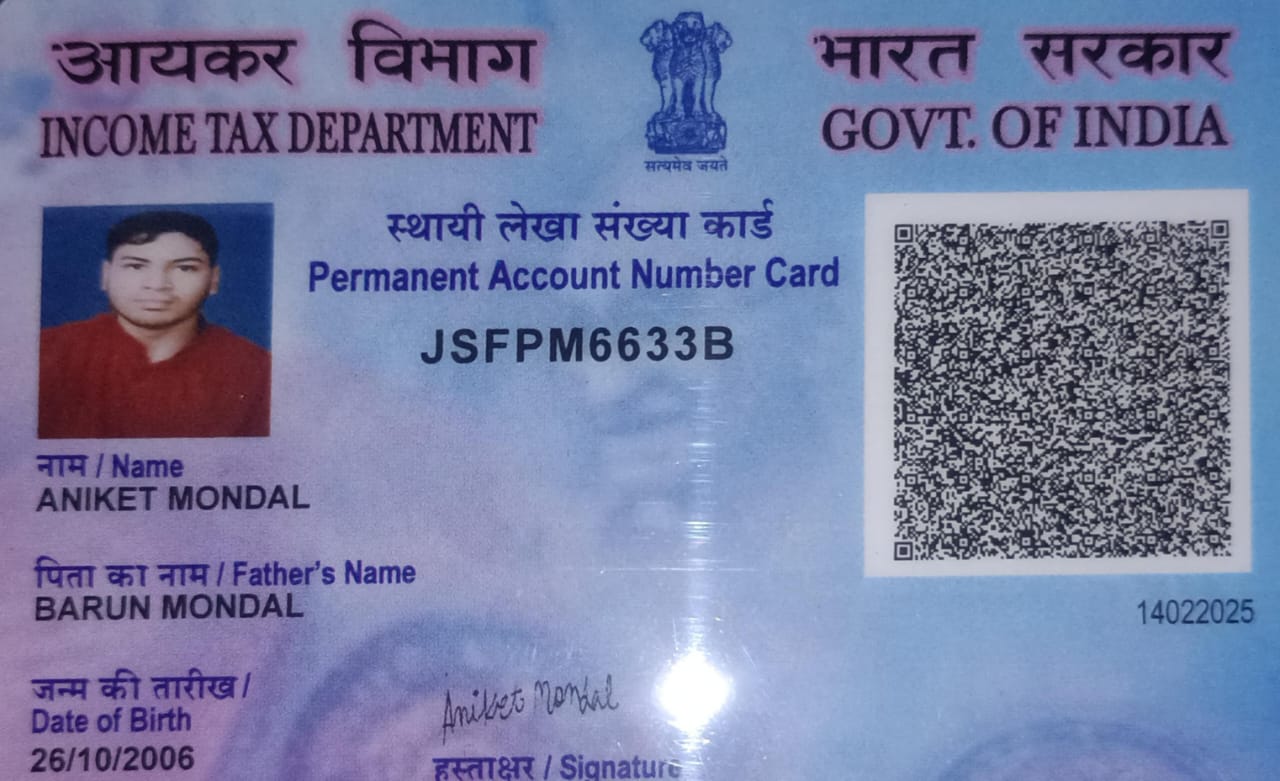 आयकर विभाग
INCOME TAX DEPARTMENT
सत्यमेव जयते
भारत सरकार
GOVT. OF INDIA
स्थायी लेखा संख्या कार्ड
Permanent Account Number Card
JSFPM6633B
नाम / Name
ANIKET MONDAL
पिता का नाम / Father's Name
BARUN MONDAL
14022025
जन्म की तारीख /
Date of Birth
26/10/2006
Aniket Mondal
हस्ताक्षर / Signature